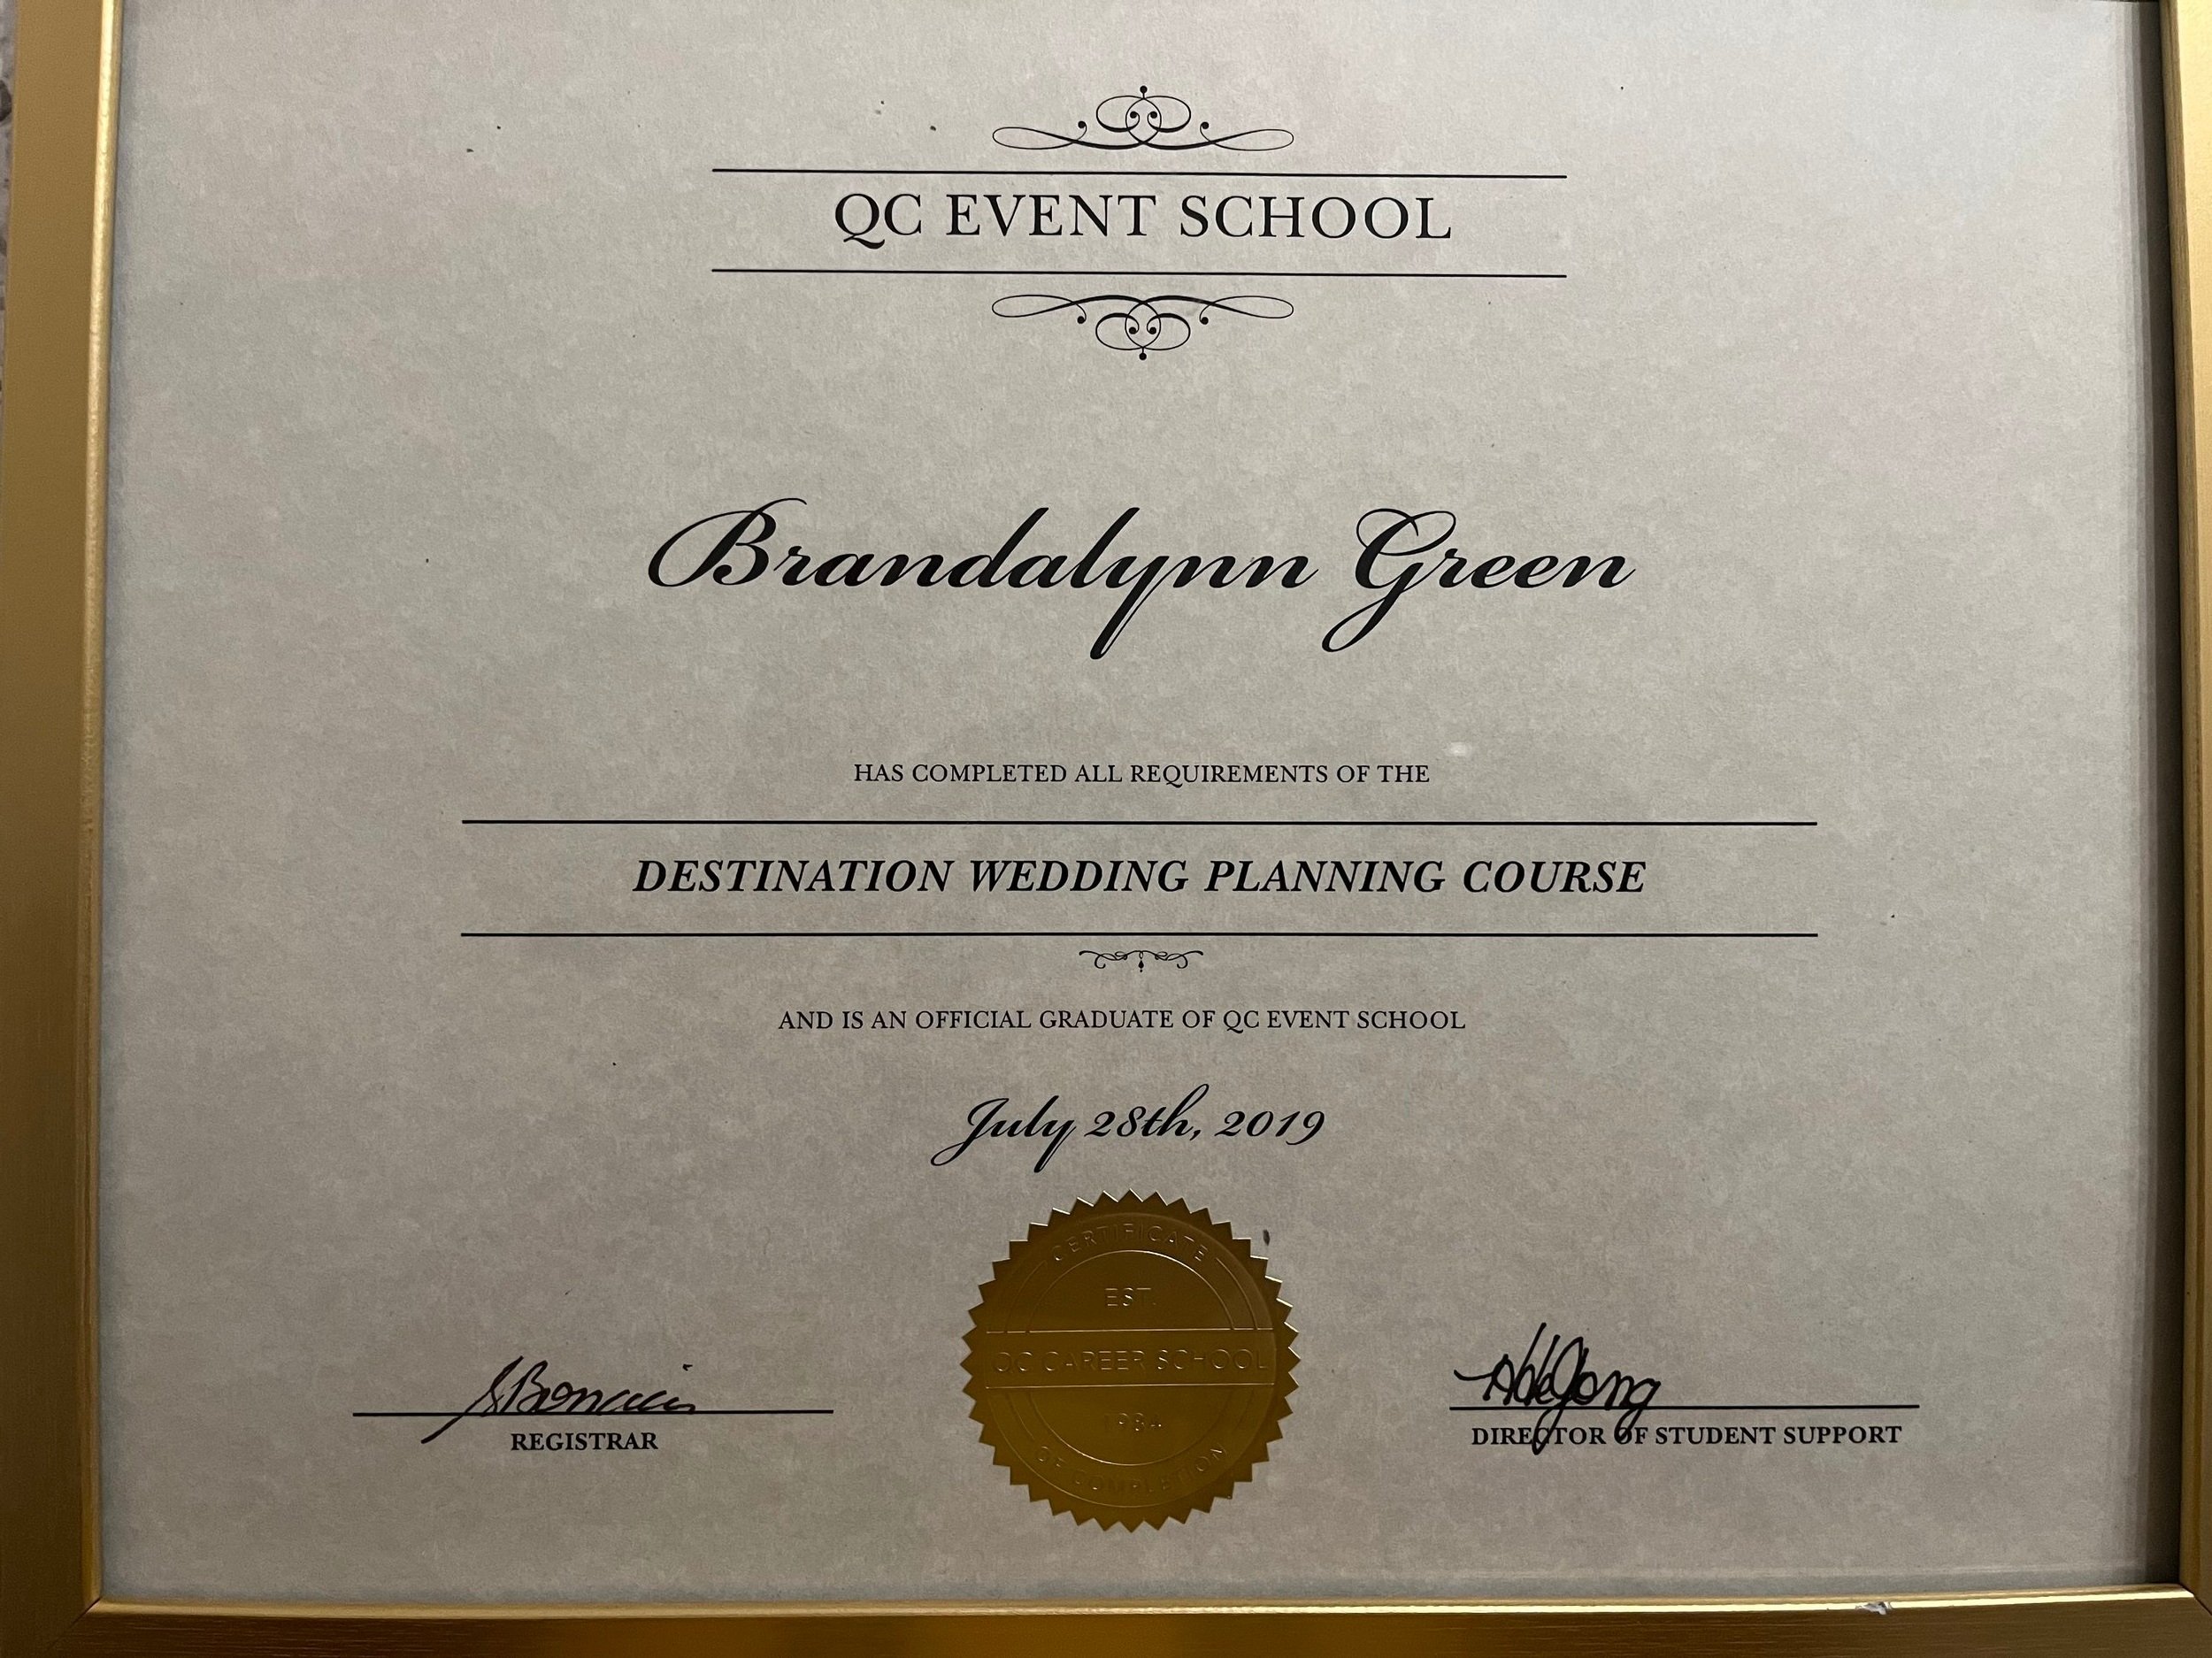 QC EVENT SCHOOL
Brandalynn Green
HAS COMPLETED ALL REQUIREMENTS OF THE
DESTINATION WEDDING PLANNING COURSE
AND IS AN OFFICIAL GRADUATE OF QC EVENT SCHOOL
July 28th, 2019
CERTIFICATE
EST.
QC CAREER SCHOOL
1984
OF COMPLETION
REGISTRAR
DIRECTOR OF STUDENT SUPPORT